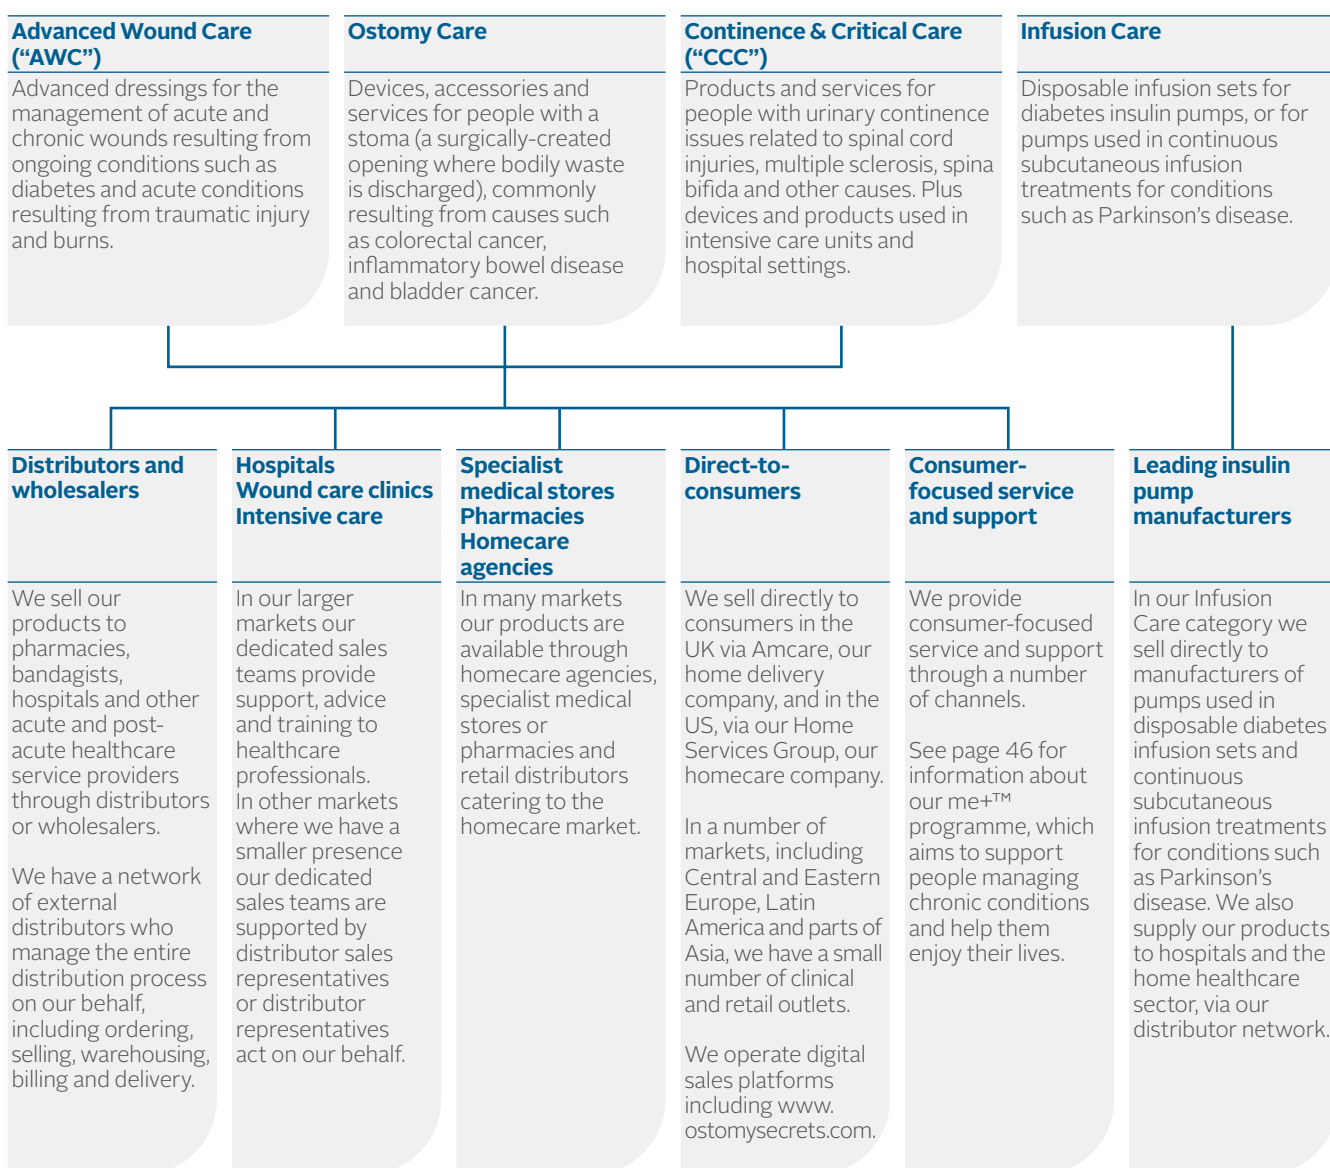 Advanced Wound Care
(“AWC”)
Advanced dressings for the
management of acute and
chronic wounds resulting from
ongoing conditions such as
diabetes and acute conditions
resulting from traumatic injury
and burns.
Ostomy Care
Devices, accessories and
services for people with a
stoma (a surgically-created
opening where bodily waste
is discharged), commonly
resulting from causes such
as colorectal cancer,
inflammatory bowel disease
and bladder cancer.
Continence & Critical Care
(“CCC”)
Products and services for
people with urinary continence
issues related to spinal cord
injuries, multiple sclerosis, spina
bifida and other causes. Plus
devices and products used in
intensive care units and
hospital settings.
Infusion Care
Disposable infusion sets for
diabetes insulin pumps, or for
pumps used in continuous
subcutaneous infusion
treatments for conditions
such as Parkinson’s disease.
Distributors and
wholesalers
We sell our
products to
pharmacies,
bandagists,
hospitals and other
acute and post-
acute healthcare
service providers
through distributors
or wholesalers.
We have a network
of external
distributors who
manage the entire
distribution process
on our behalf,
including ordering,
selling, warehousing,
billing and delivery.
Hospitals
Wound care clinics
Intensive care
In our larger
markets our
dedicated sales
teams provide
support, advice
and training to
healthcare
professionals.
In other markets
where we have a
smaller presence
our dedicated
sales teams are
supported by
distributor sales
representatives
or distributor
representatives
act on our behalf.
Specialist
medical stores
Pharmacies
Homecare
agencies
In many markets
our products are
available through
homecare agencies,
specialist medical
stores or
pharmacies and
retail distributors
catering to the
homecare market.
Direct-to-
consumers
We sell directly to
consumers in the
UK via Amcare, our
home delivery
company, and in the
US, via our Home
Services Group, our
homecare company.
In a number of
markets, including
Central and Eastern
Europe, Latin
America and parts of
Asia, we have a small
number of clinical
and retail outlets.
We operate digital
sales platforms
including www.
ostomysecrets.com.
Consumer-
focused service
and support
We provide
consumer-focused
service and support
through a number
of channels.
See page 46 for
information about
our me+™
programme, which
aims to support
people managing
chronic conditions
and help them
enjoy their lives.
Leading insulin
pump
manufacturers
In our Infusion
Care category we
sell directly to
manufacturers of
pumps used in
disposable diabetes
infusion sets and
continuous
subcutaneous
infusion treatments
for conditions such
as Parkinson’s
disease. We also
supply our products
to hospitals and the
home healthcare
sector, via our
distributor network.